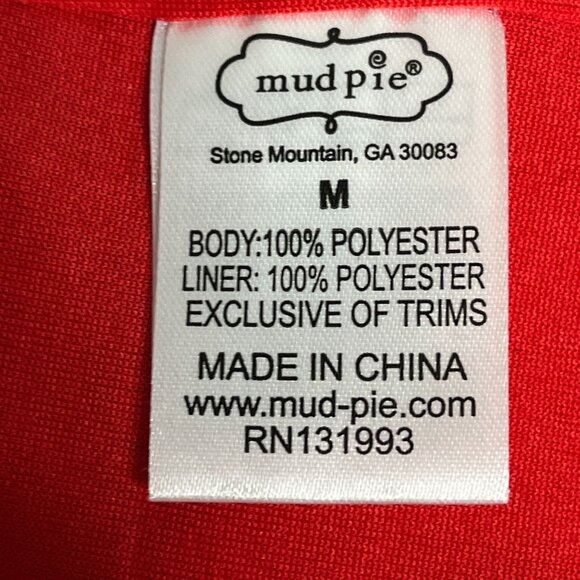 mud pie®
Stone Mountain, GA 30083
M
BODY:100% POLYESTER
LINER: 100% POLYESTER
EXCLUSIVE OF TRIMS
MADE IN CHINA
www.mud-pie.com
RN131993